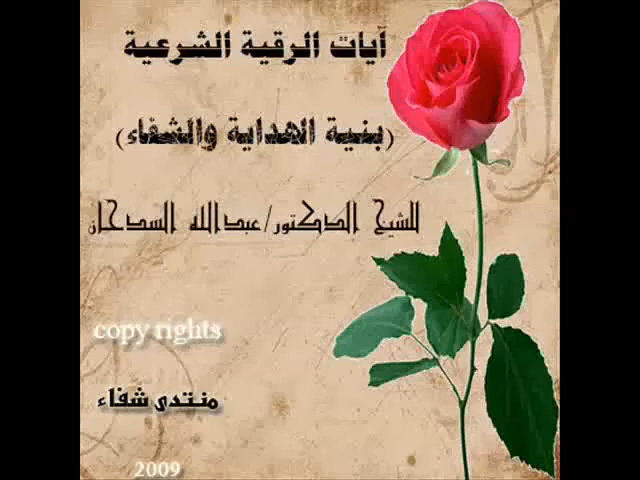 آيات الرقية الشرعية
(بنية الهداية والشفاء)
للشيخ الدكتور/عبدالله السدحان
copy rights
منتدى شفاء
2009